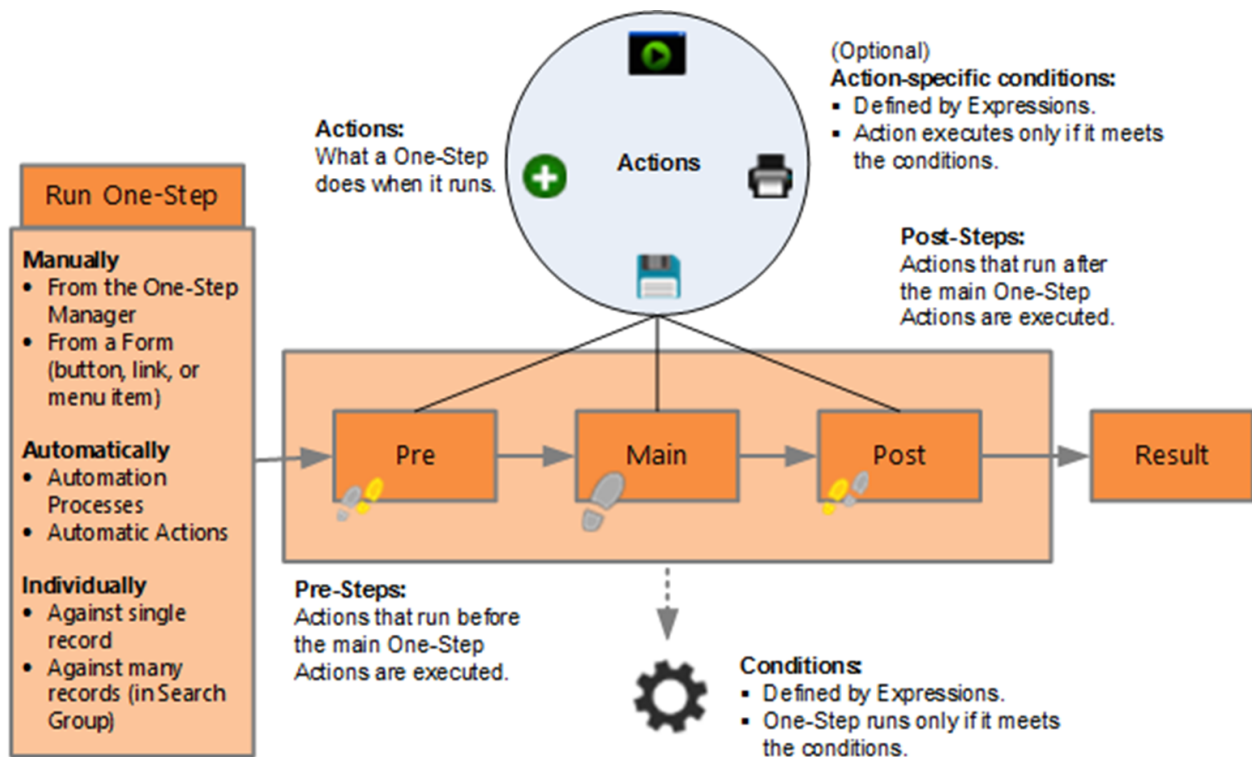 Run One-Step
Manually
• From the One-Step
Manager
• From a Form
(button, link, or
menu item)
Automatically
• Automation
Processes
• Automatic Actions
Individually
• Against single
record
• Against many
records (in Search
Group)
Actions:
What a One-Step
does when it runs.
Actions
(Optional)
Action-specific conditions:
▪ Defined by Expressions.
▪ Action executes only if it meets
the conditions.
Post-Steps:
Actions that run after
the main One-Step
Actions are executed.
Pre
Main
Post
Result
Pre-Steps:
Actions that run before
the main One-Step
Actions are executed.
Conditions:
▪ Defined by Expressions.
▪ One-Step runs only if it meets
the conditions.